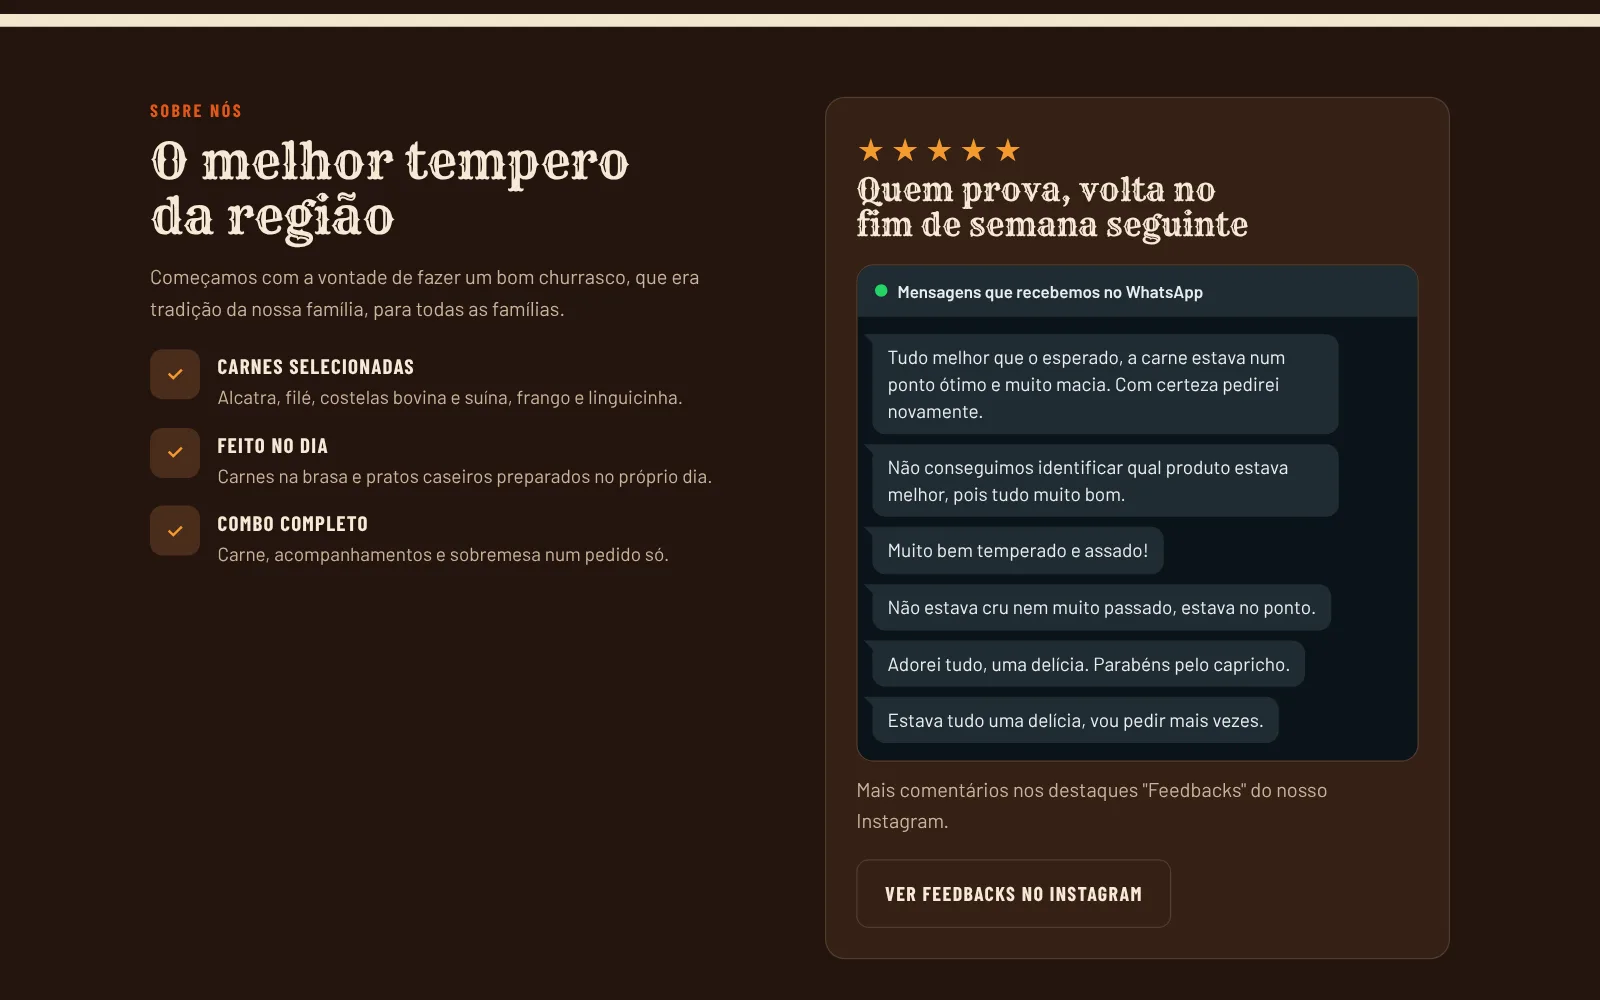 SOBRE NÓS
O melhor tempero
da região
Começamos com a vontade de fazer um bom churrasco, que era
tradição da nossa família, para todas as famílias.
CARNES SELECIONADAS
Alcatra, filé, costelas bovina e suína, frango e linguicinha.
FEITO NO DIA
Carnes na brasa e pratos caseiros preparados no próprio dia.
COMBO COMPLETO
Carne, acompanhamentos e sobremesa num pedido só.
Quem prova, volta no
fim de semana seguinte
Mensagens que recebemos no WhatsApp
Tudo melhor que o esperado, a carne estava num
ponto ótimo e muito macia. Com certeza pedirei
novamente.
Não conseguimos identificar qual produto estava
melhor, pois tudo muito bom.
Muito bem temperado e assado!
Não estava cru nem muito passado, estava no ponto.
Adorei tudo, uma delícia. Parabéns pelo capricho.
Estava tudo uma delícia, vou pedir mais vezes.
Mais comentários nos destaques "Feedbacks" do nosso
Instagram.
VER FEEDBACKS NO INSTAGRAM